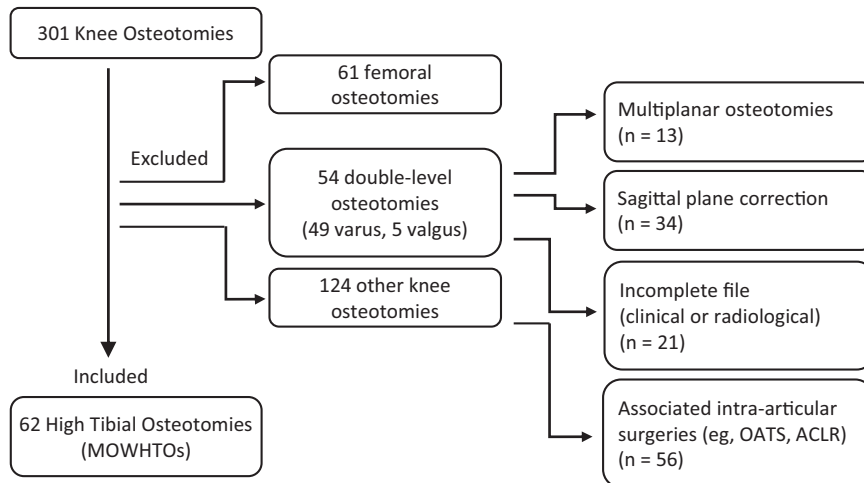 301 Knee Osteotomies
Excluded
61 femoral
osteotomies
54 double-level
osteotomies
(49 varus, 5 valgus)
124 other knee
osteotomies
Multiplanar osteotomies
(n = 13)
Sagittal plane correction
(n = 34)
Incomplete file
(clinical or radiological)
(n = 21)
Associated intra-articular
surgeries (eg, OATS, ACLR)
(n = 56)
Included
62 High Tibial Osteotomies
(MOWHTOs)